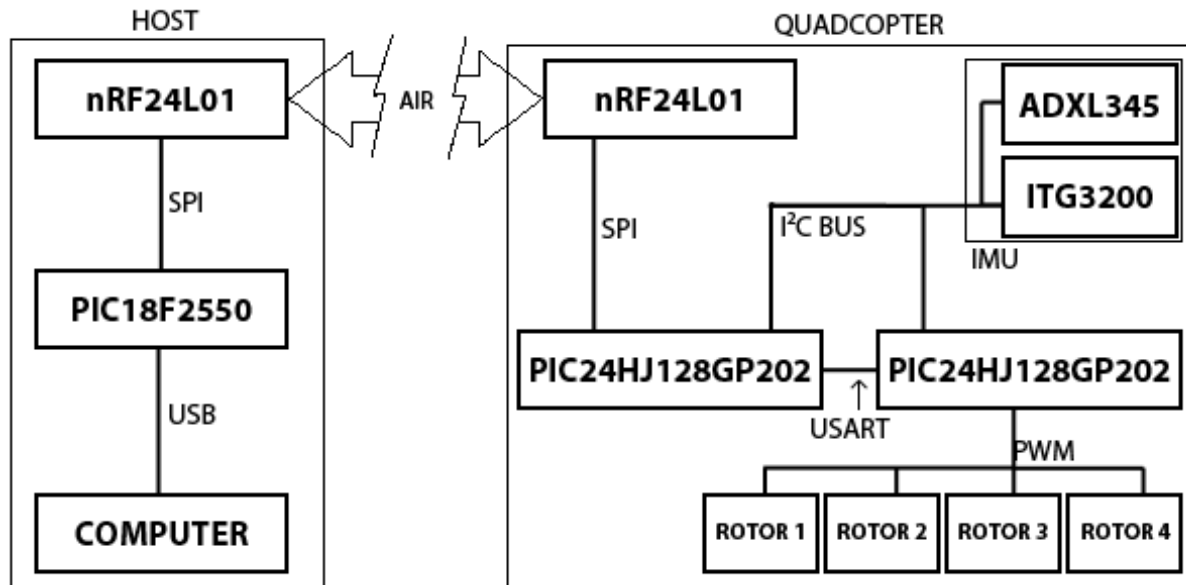 HOST
QUADCOPTER
nRF24L01
AIR
nRF24L01
ADXL345
ITG3200
SPI
SPI
I²C BUS
IMU
PIC18F2550
PIC24HJ128GP202
PIC24HJ128GP202
USB
USART
PWM
COMPUTER
ROTOR 1
ROTOR 2
ROTOR 3
ROTOR 4